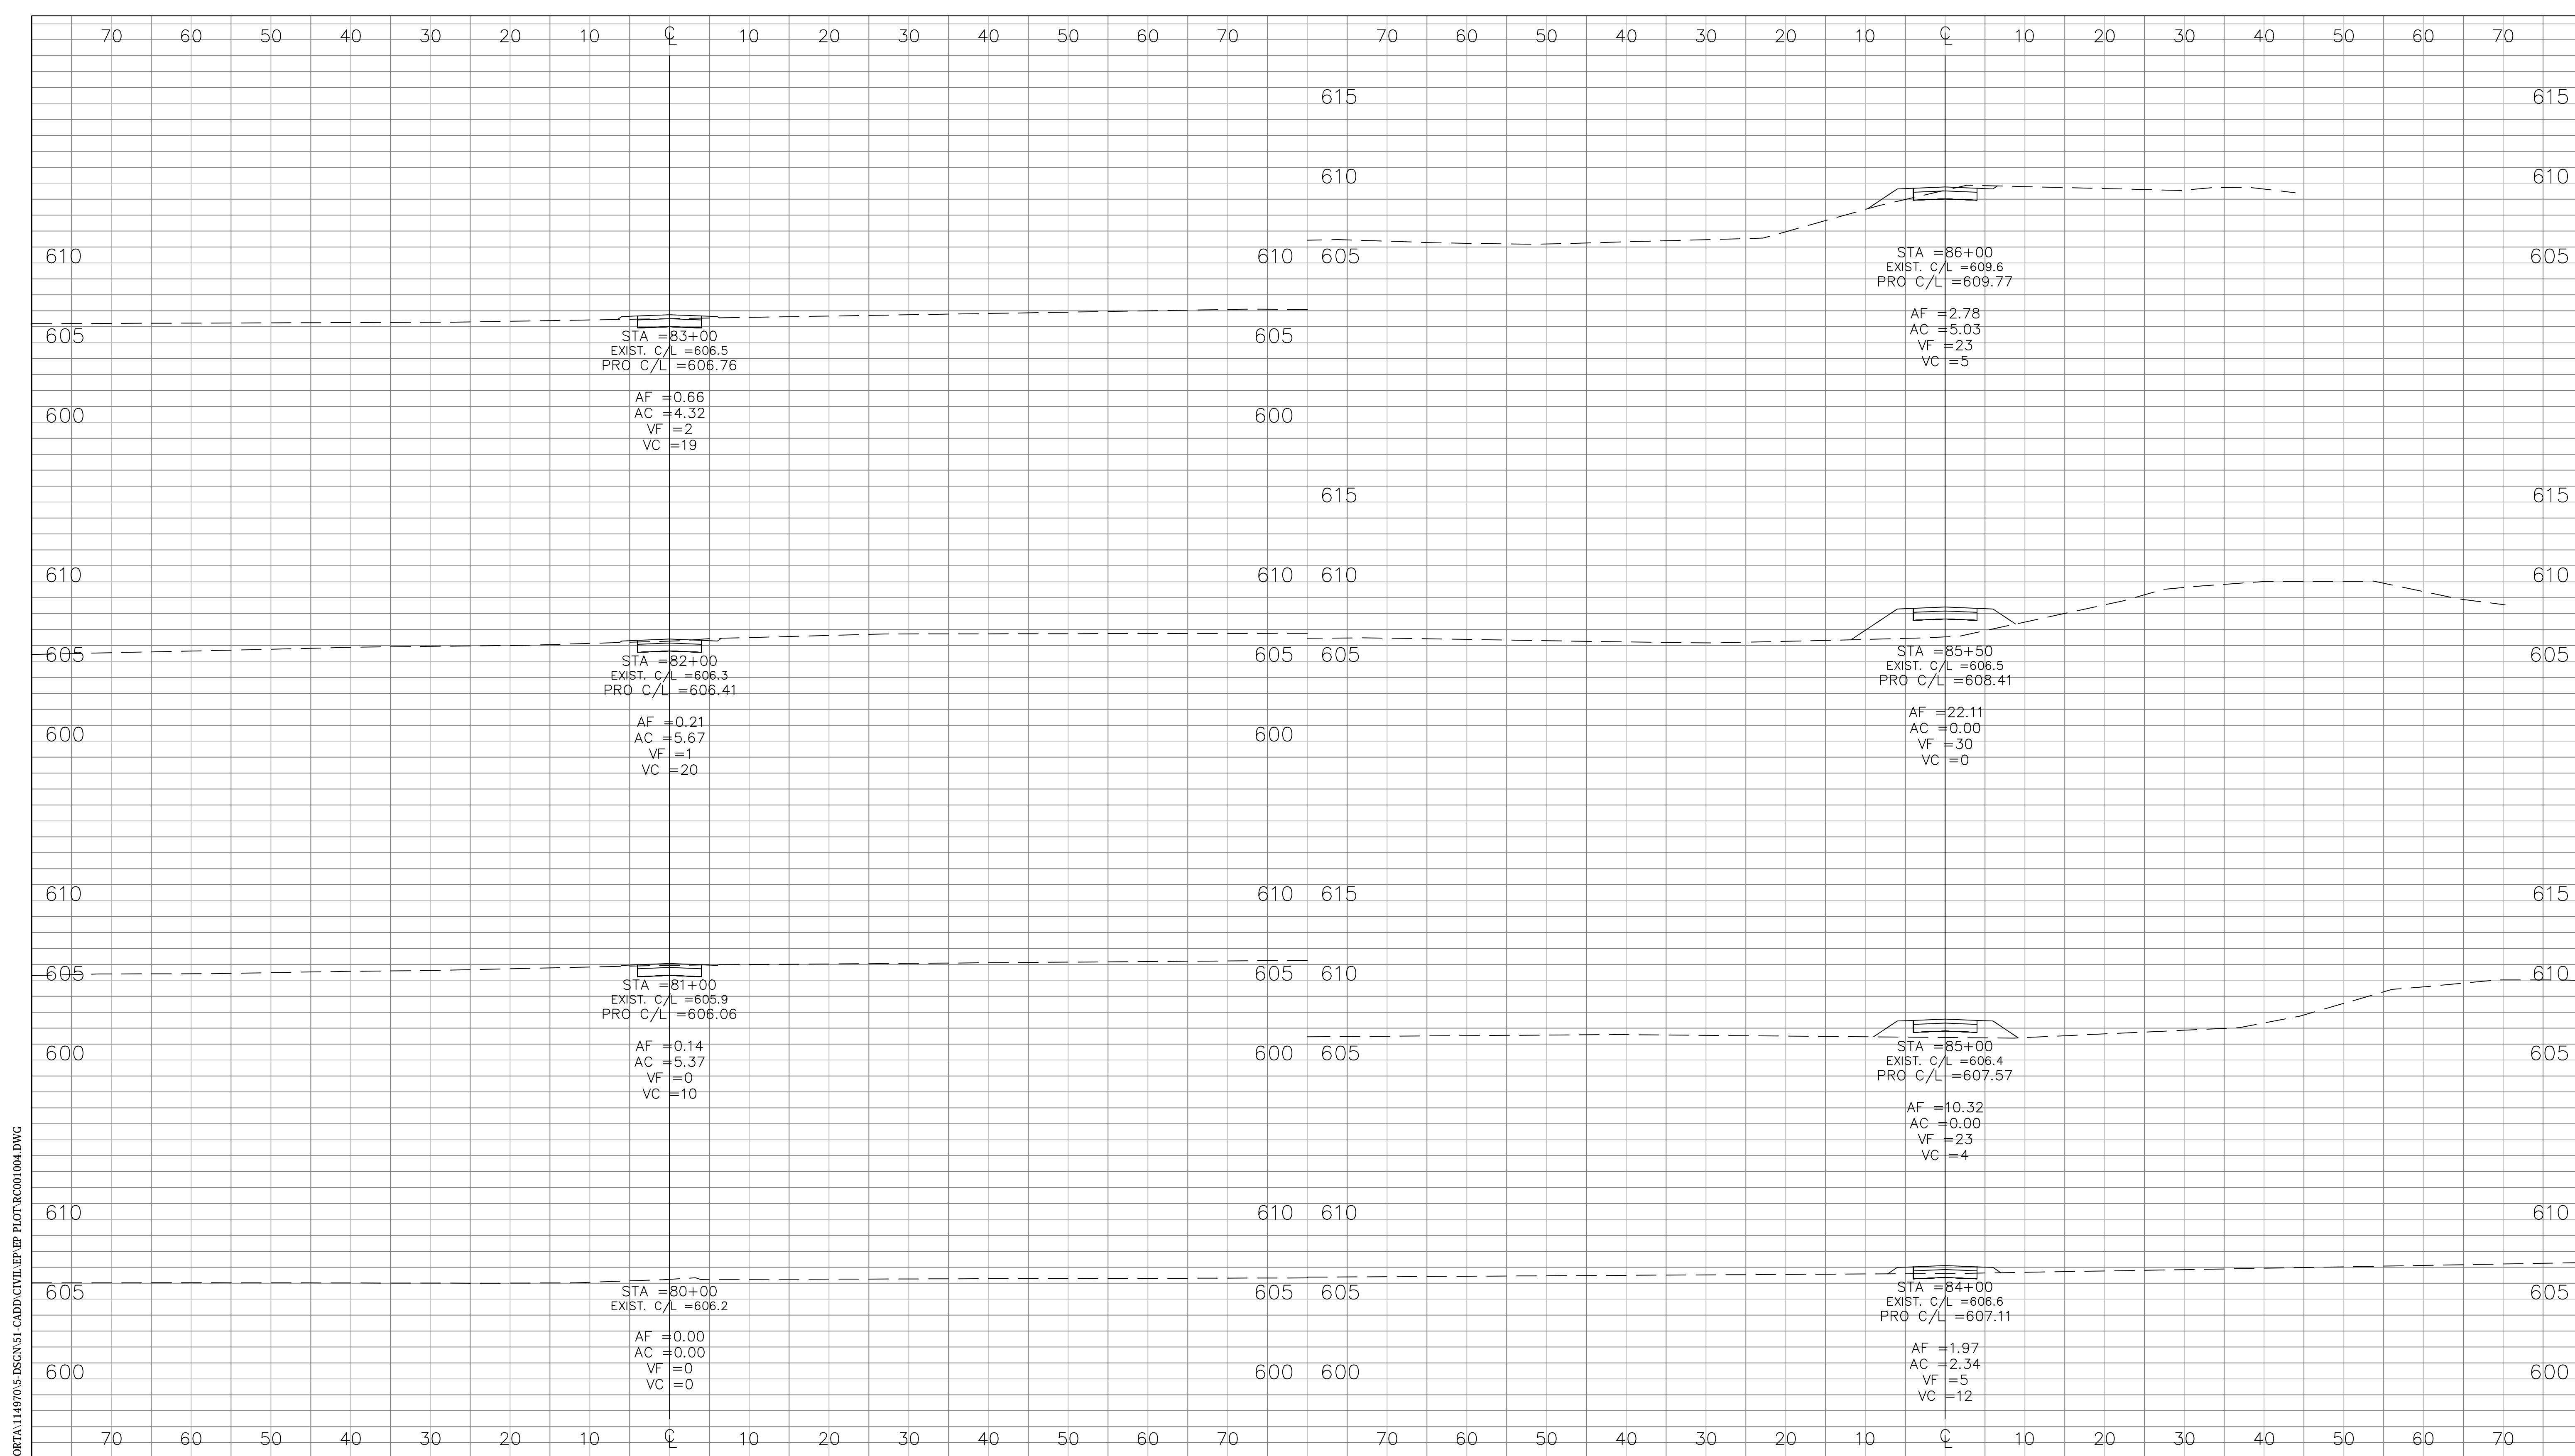 70 60 50 40 30 20 10 ℄ 10 20 30 40 50 60 70 70 60 50 40 30 20 10 ℄ 10 20 30 40 50 60 70
610 610
605 605
STA =83+00
EXIST. C/L =606.5
PRO C/L =606.76
AF =0.66
AC =4.32
VF =2
VC =19
600 600
610 610
605 605
STA =82+00
EXIST. C/L =606.3
PRO C/L =606.41
AF =0.21
AC =5.67
VF =1
VC =20
600 600
610 610
605 605
STA =81+00
EXIST. C/L =605.9
PRO C/L =606.06
AF =0.14
AC =5.37
VF =0
VC =10
600 600
610 610
605 605
STA =80+00
EXIST. C/L =606.2
AF =0.00
AC =0.00
VF =0
VC =0
600 600
615 615
610 610
605 605
STA =86+00
EXIST. C/L =609.6
PRO C/L =609.77
AF =2.78
AC =5.03
VF =23
VC =5
615 615
610 610
605 605
STA =85+50
EXIST. C/L =606.5
PRO C/L =608.41
AF =22.11
AC =0.00
VF =30
VC =0
615 615
610 610
605 605
STA =85+00
EXIST. C/L =606.4
PRO C/L =607.57
AF =10.32
AC =0.00
VF =23
VC =4
610 610
605 605
STA =84+00
EXIST. C/L =606.6
PRO C/L =607.11
AF =1.97
AC =2.34
VF =5
VC =12
600 600
70 60 50 40 30 20 10 ℄ 10 20 30 40 50 60 70 70 60 50 40 30 20 10 ℄ 10 20 30 40 50 60 70
ORTA\114970\5-DSGN\51-CADD\CIVIL\EP\EP PLOT\RC001004.DWG